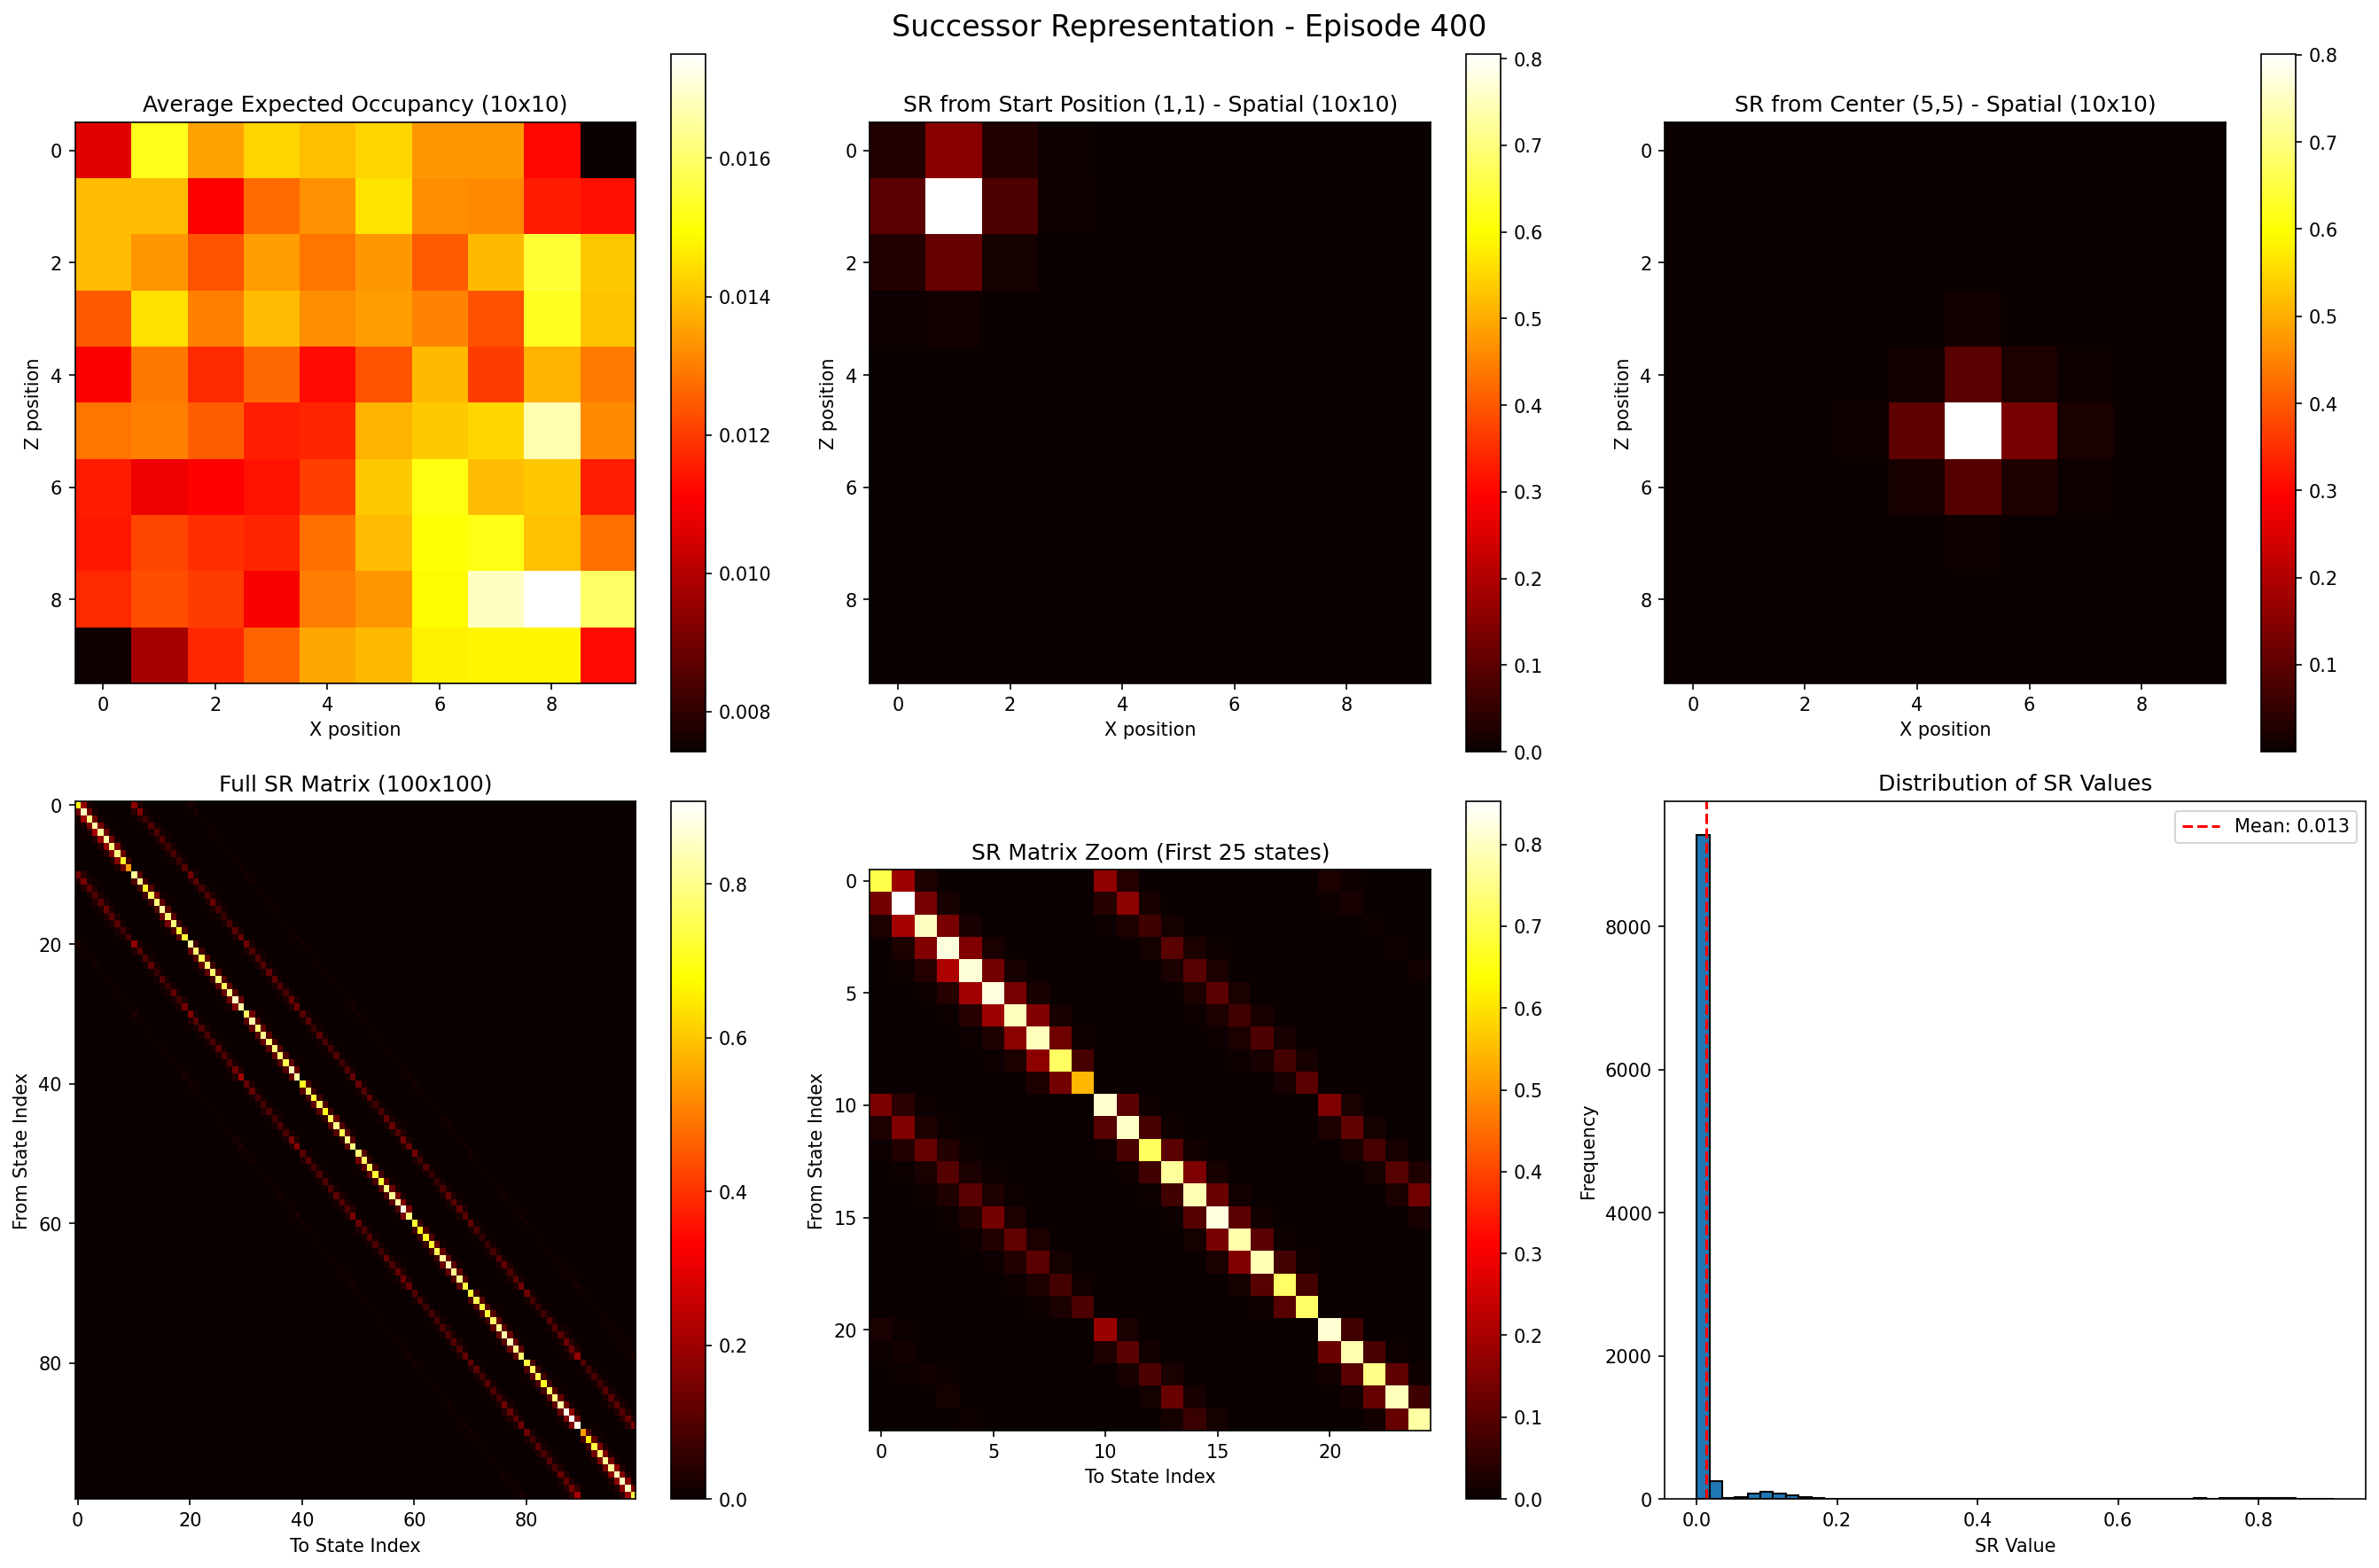 Successor Representation - Episode 400
Average Expected Occupancy (10x10)
0
2
4
6
8
Z position
0 2 4 6 8
X position
0.016
0.014
0.012
0.010
0.008
SR from Start Position (1,1) - Spatial (10x10)
0
2
4
6
8
Z position
0 2 4 6 8
X position
0.8
0.7
0.6
0.5
0.4
0.3
0.2
0.1
0.0
SR from Center (5,5) - Spatial (10x10)
0
2
4
6
8
Z position
0 2 4 6 8
X position
0.8
0.7
0.6
0.5
0.4
0.3
0.2
0.1
Full SR Matrix (100x100)
0
20
40
60
80
From State Index
0 20 40 60 80
To State Index
0.8
0.6
0.4
0.2
0.0
SR Matrix Zoom (First 25 states)
0
5
10
15
20
From State Index
0 5 10 15 20
To State Index
0.8
0.7
0.6
0.5
0.4
0.3
0.2
0.1
0.0
Distribution of SR Values
Mean: 0.013
8000
6000
4000
2000
0
Frequency
0.0 0.2 0.4 0.6 0.8
SR Value